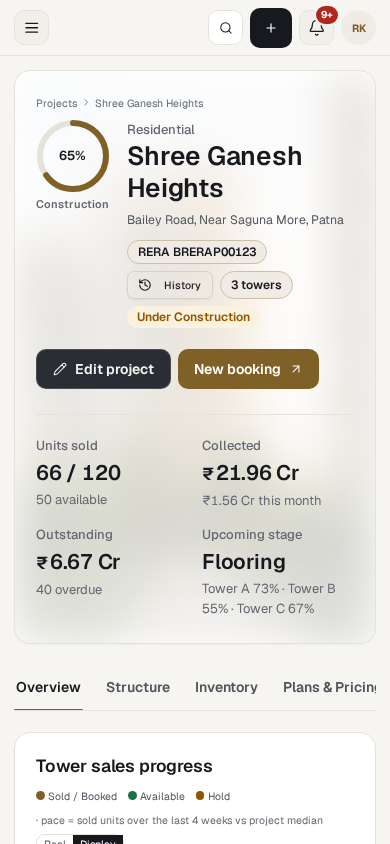 9+
RK
Projects > Shree Ganesh Heights
65%
Construction
Residential
Shree Ganesh
Heights
Bailey Road, Near Saguna More, Patna
RERA BRERAP00123
History
3 towers
Under Construction
Edit project
New booking
Units sold
66 / 120
50 available
Collected
₹21.96 Cr
₹1.56 Cr this month
Outstanding
₹6.67 Cr
40 overdue
Upcoming stage
Flooring
Tower A 73% · Tower B
55% · Tower C 67%
Overview Structure Inventory Plans & Pricing
Tower sales progress
Sold / Booked Available Hold
· pace = sold units over the last 4 weeks vs project median
Real Display